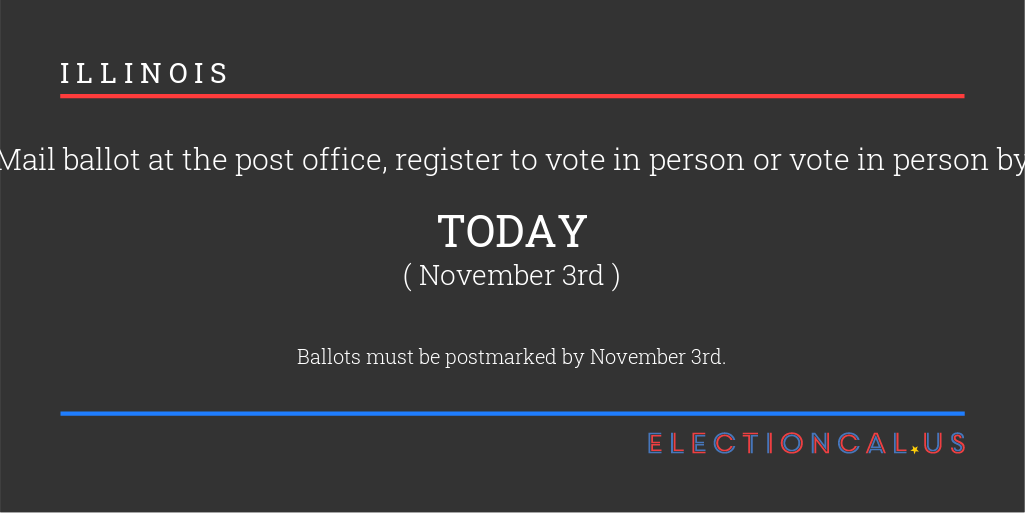 ILLINOIS
Mail ballot at the post office, register to vote in person or vote in person by
TODAY
( November 3rd )
Ballots must be postmarked by November 3rd.
ELECTIONCAL.US